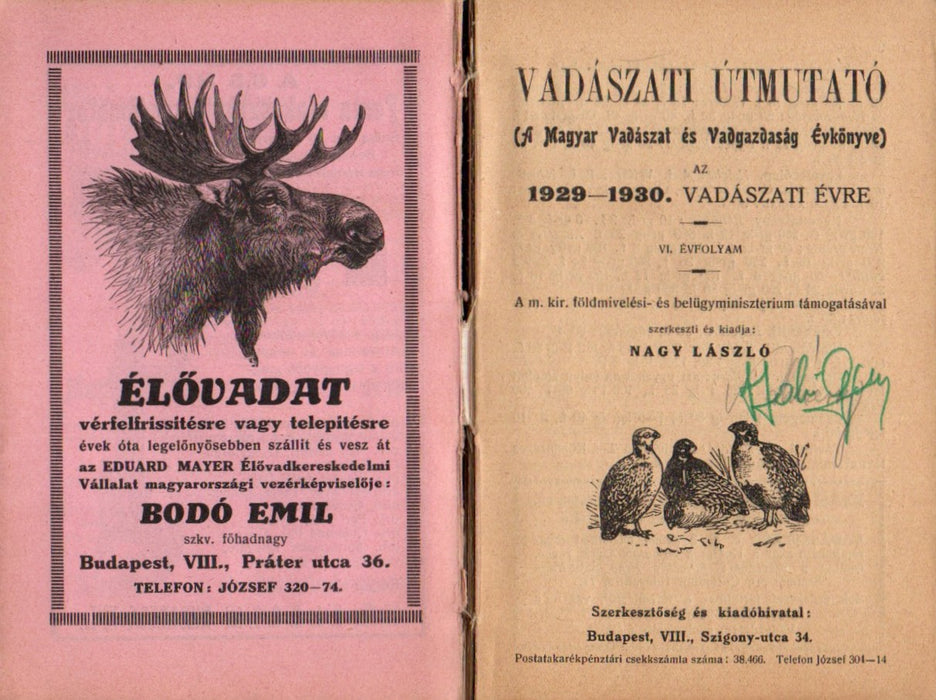 ÉLŐVADAT
vérfelfrissitésre vagy telepitésre
évek óta legelőnyösebben szállit és vesz át
az EDUARD MAYER Élővadkereskedelmi
Vállalat magyarországi vezérképviselője:
BODÓ EMIL
szkv. főhadnagy
Budapest, VIII., Práter utca 36.
TELEFON: JÓZSEF 320—74.
VADÁSZATI ÚTMUTATÓ
(A Magyar Vadászat és Vadgazdaság Évkönyve)
AZ
1929—1930. VADÁSZATI ÉVRE
VI. ÉVFOLYAM
A m. kir. földmivelési- és belügyminiszterium támogatásával
szerkeszti és kiadja:
NAGY LÁSZLÓ
Szerkesztőség és kiadóhivatal:
Budapest, VIII., Szigony-utca 34.
Postatakarékpénztári csekkszámla száma: 38.466. Telefon József 304—14